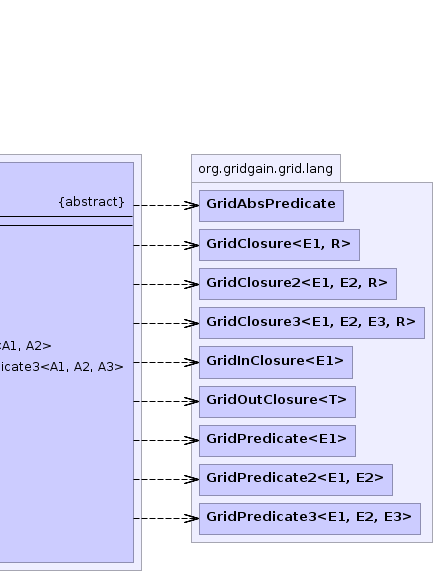 org.gridgain.grid.lang
{abstract}
GridAbsPredicate
GridClosure<E1, R>
GridClosure2<E1, E2, R>
GridClosure3<E1, E2, E3, R>
<A1, A2>
GridInClosure<E1>
icate3<A1, A2, A3>
GridOutClosure<T>
GridPredicate<E1>
GridPredicate2<E1, E2>
GridPredicate3<E1, E2, E3>